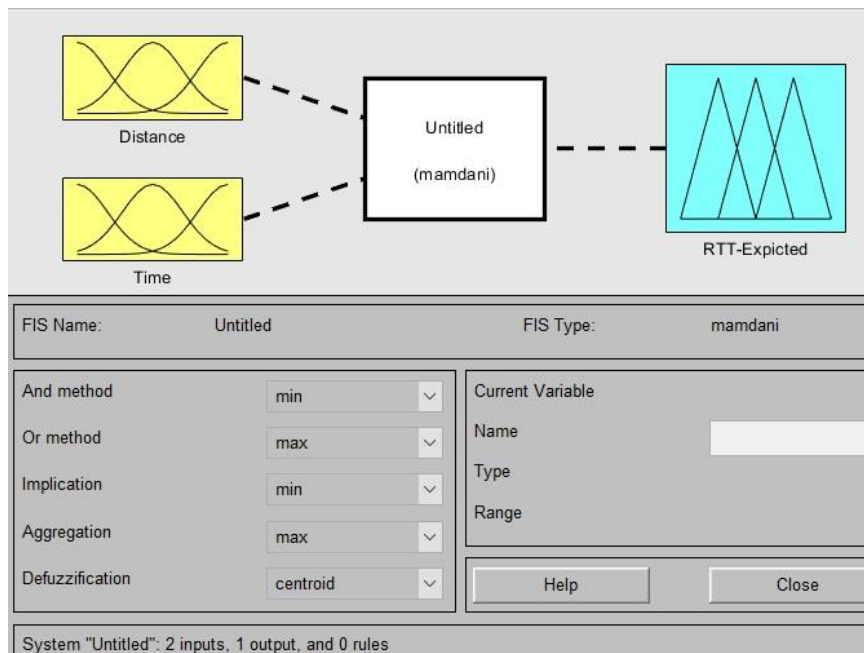 Distance
Untitled
(mamdani)
RTT-Expicted
Time
FIS Name: Untitled FIS Type: mamdani
And method min
Or method max
Implication min
Aggregation max
Defuzzification centroid
Current Variable
Name
Type
Range
Help Close
System "Untitled": 2 inputs, 1 output, and 0 rules